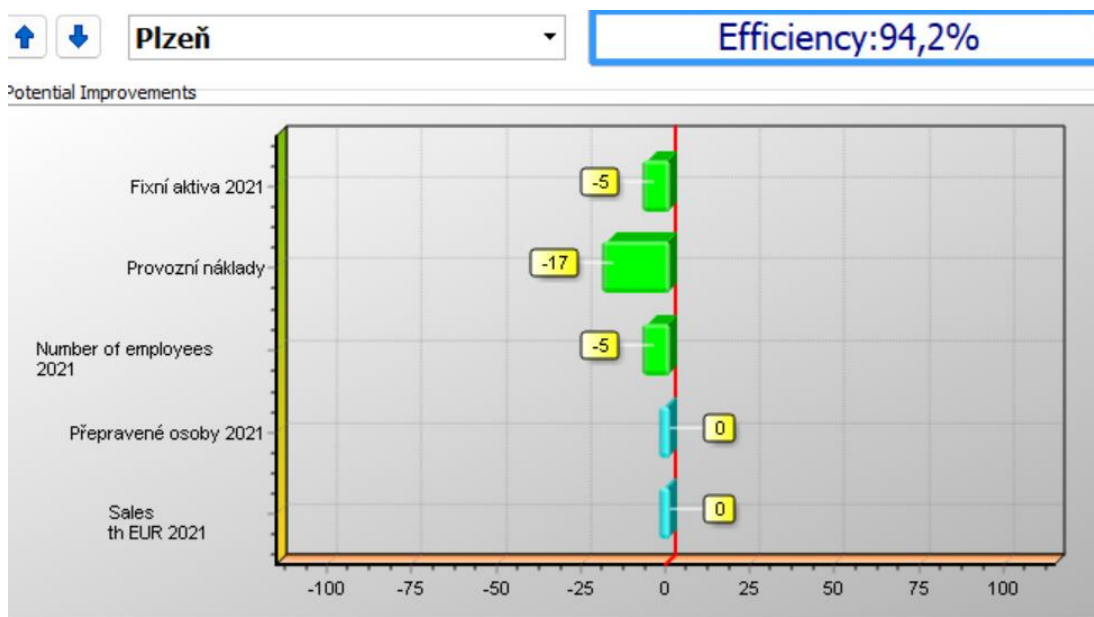 Plzeň
Efficiency:94,2%
Potential Improvements
Fixní aktiva 2021
-5
Provozní náklady
-17
Number of employees
2021
-5
Přepravené osoby 2021
0
Sales
th EUR 2021
0
-100 -75 -50 -25 0 25 50 75 100